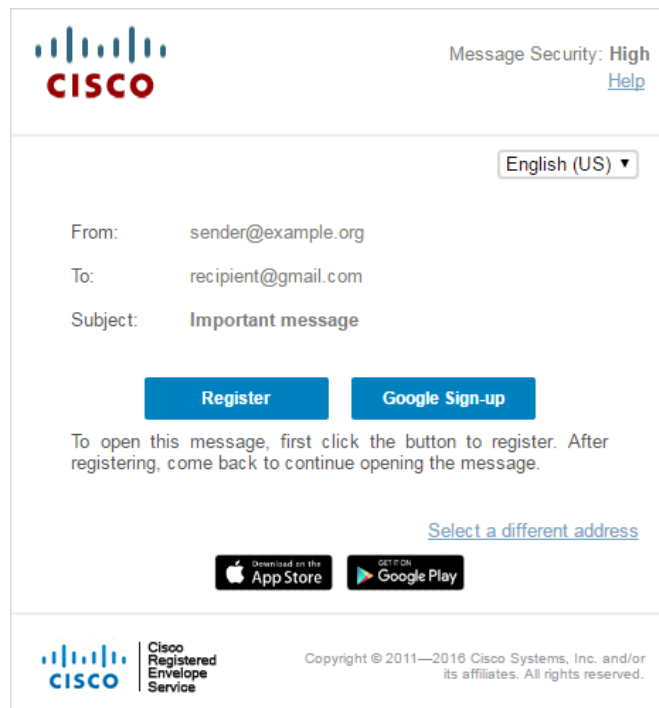 CISCO
Message Security: High
Help
English (US)
From: sender@example.org
To: recipient@gmail.com
Subject: Important message
Register
Google Sign-up
To open this message, first click the button to register. After
registering, come back to continue opening the message.
Select a different address
Download on the
App Store
GET IT ON
Google Play
CISCO
Cisco
Registered
Envelope
Service
Copyright © 2011—2016 Cisco Systems, Inc. and/or
its affiliates. All rights reserved.